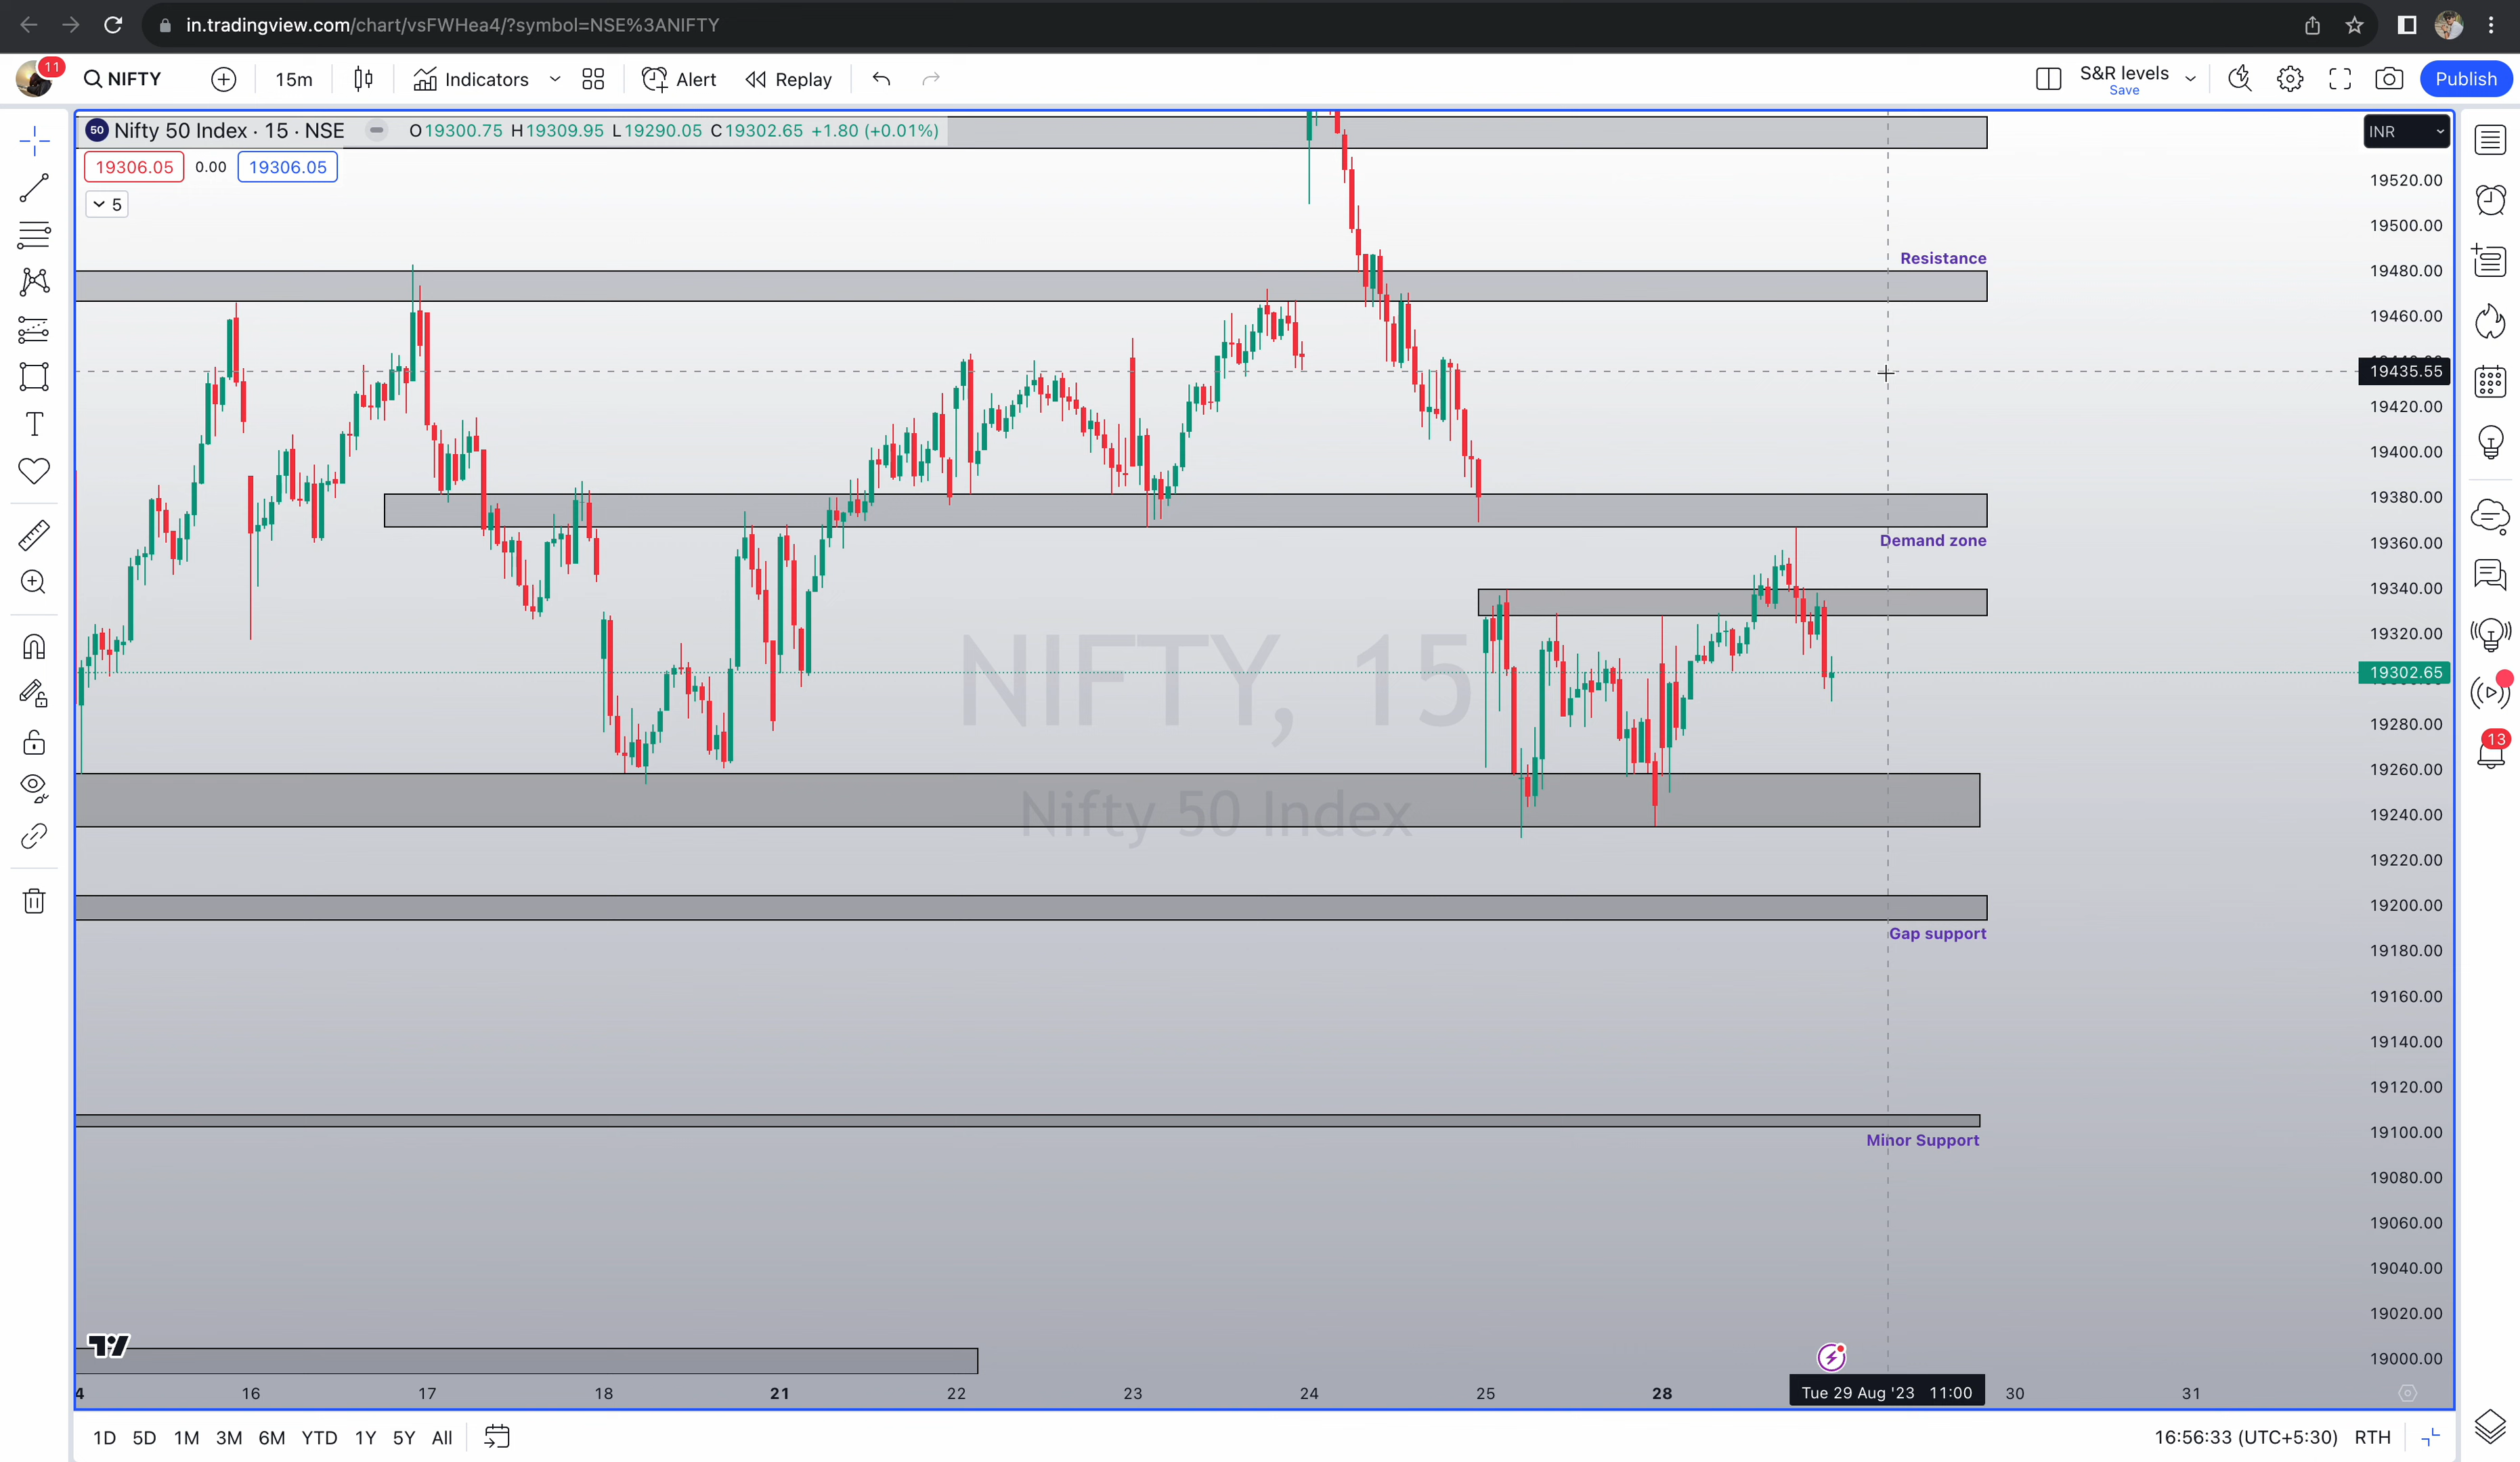 in.tradingview.com/chart/vsFWHea4/?symbol=NSE%3ANIFTY
11
NIFTY
15m
Indicators
Alert
Replay
S&R levels
Save
Publish
50 Nifty 50 Index · 15 · NSE O19300.75 H19309.95 L19290.05 C19302.65 +1.80 (+0.01%)
INR
19306.05 0.00 19306.05
5
19520.00
19500.00
Resistance
19480.00
19460.00
19435.55
19420.00
19400.00
19380.00
Demand zone
19360.00
19340.00
19320.00
NIFTY, 15
19302.65
19280.00
13
19260.00
Nifty 50 Index
19240.00
19220.00
19200.00
Gap support
19180.00
19160.00
19140.00
19120.00
19100.00
Minor Support
19080.00
19060.00
19040.00
19020.00
19000.00
4 16 17 18 21 22 23 24 25 28 Tue 29 Aug '23 11:00 30 31
1D 5D 1M 3M 6M YTD 1Y 5Y All
16:56:33 (UTC+5:30) RTH